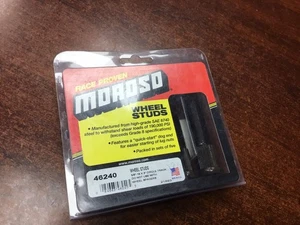 RACE PROVEN
MOROSO
WHEEL
STUDS
• Manufactured from high-grade SAE 8740
steel to withstand shear loads of 190,000 PSI
(exceeds Grade 8 specifications)
• Features a "quick-start" dog end
for easier starting of lug nuts
• Packed in sets of five
46240
WHEEL STUDS